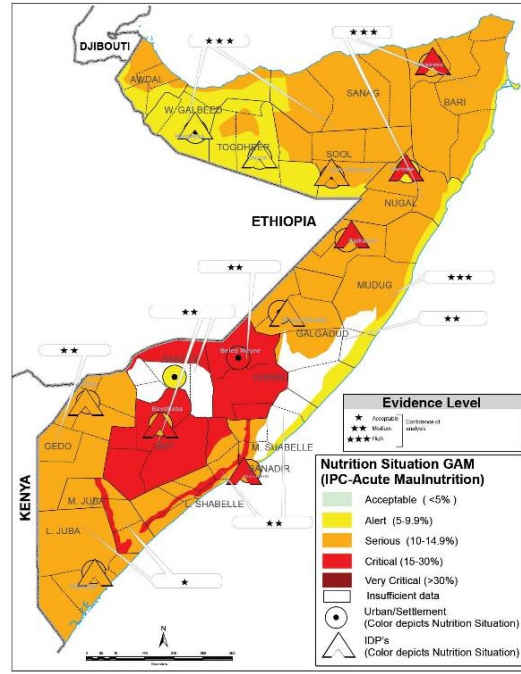 DJIBOUTI
★★★
★★★
AWDAL
SANAG
BARI
W. GALBEED
TOGDHEER
SOOL
NUGAL
ETHIOPIA
★★
MUDUG
★★★
★★
GALGADUD
★★
Beled Weyne
HIRAN
★★
Baydhaba
BAY
GEDO
M. SHABELLE
BANADIR
M. JUBA
L. SHABELLE
★★
KENYA
L. JUBA
★
N
Evidence Level
★ Acceptable
★★ Medium
★★★ High
Confidence of
analysis
Nutrition Situation GAM
(IPC-Acute Maulnutrition)
Acceptable (<5%)
Alert (5-9.9%)
Serious (10-14.9%)
Critical (15-30%)
Very Critical (>30%)
Insufficient data
Urban/Settlement
(Color depicts Nutrition Situation)
IDP's
(Color depicts Nutrition Situation)